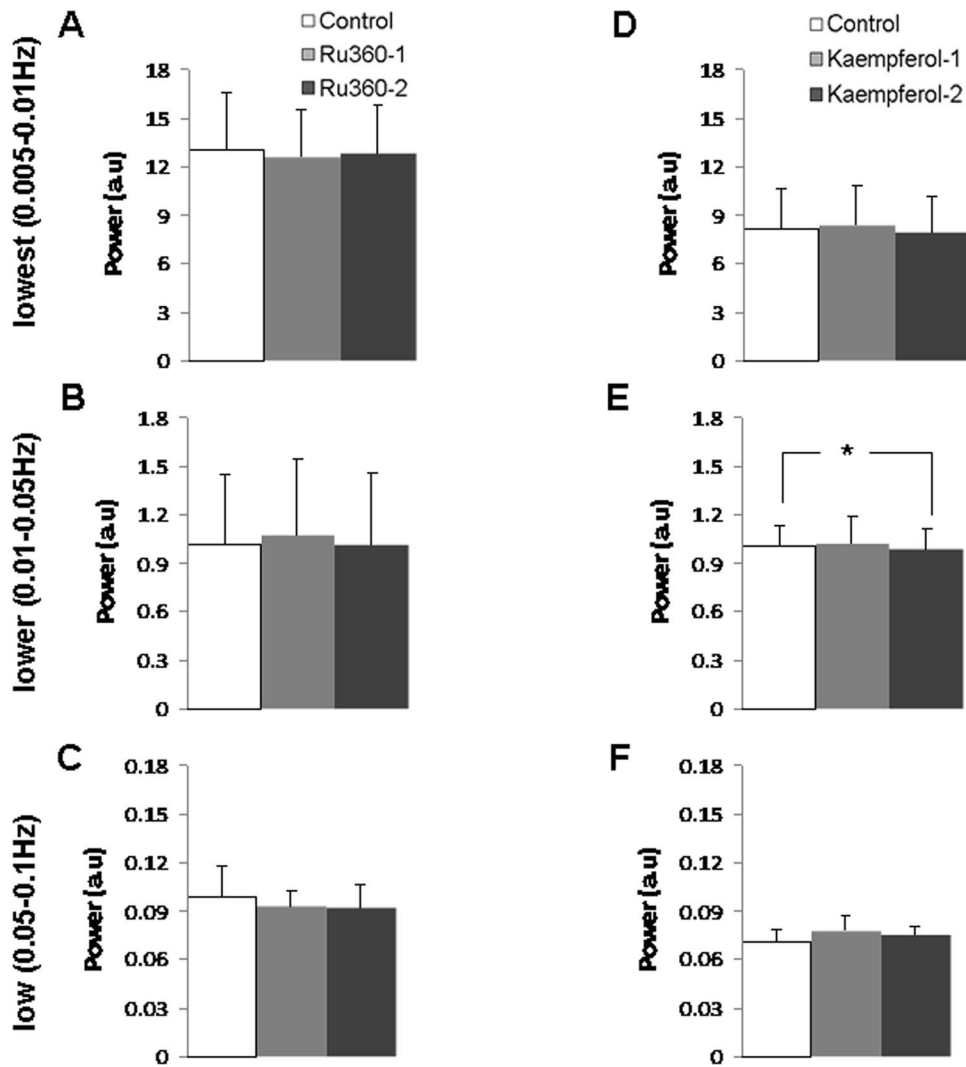 A
Control
Ru360-1
Ru360-2
lowest (0.005-0.01Hz)
Power (a.u)
18
15
12
9
6
3
0
D
Control
Kaempferol-1
Kaempferol-2
Power (a.u)
18
15
12
9
6
3
0
B
lower (0.01-0.05Hz)
Power (a.u)
1.8
1.5
1.2
0.9
0.6
0.3
0
E
Power (a.u)
1.8
1.5
1.2
0.9
0.6
0.3
0
*
C
low (0.05-0.1Hz)
Power (a.u)
0.18
0.15
0.12
0.09
0.06
0.03
0
F
Power (a.u)
0.18
0.15
0.12
0.09
0.06
0.03
0